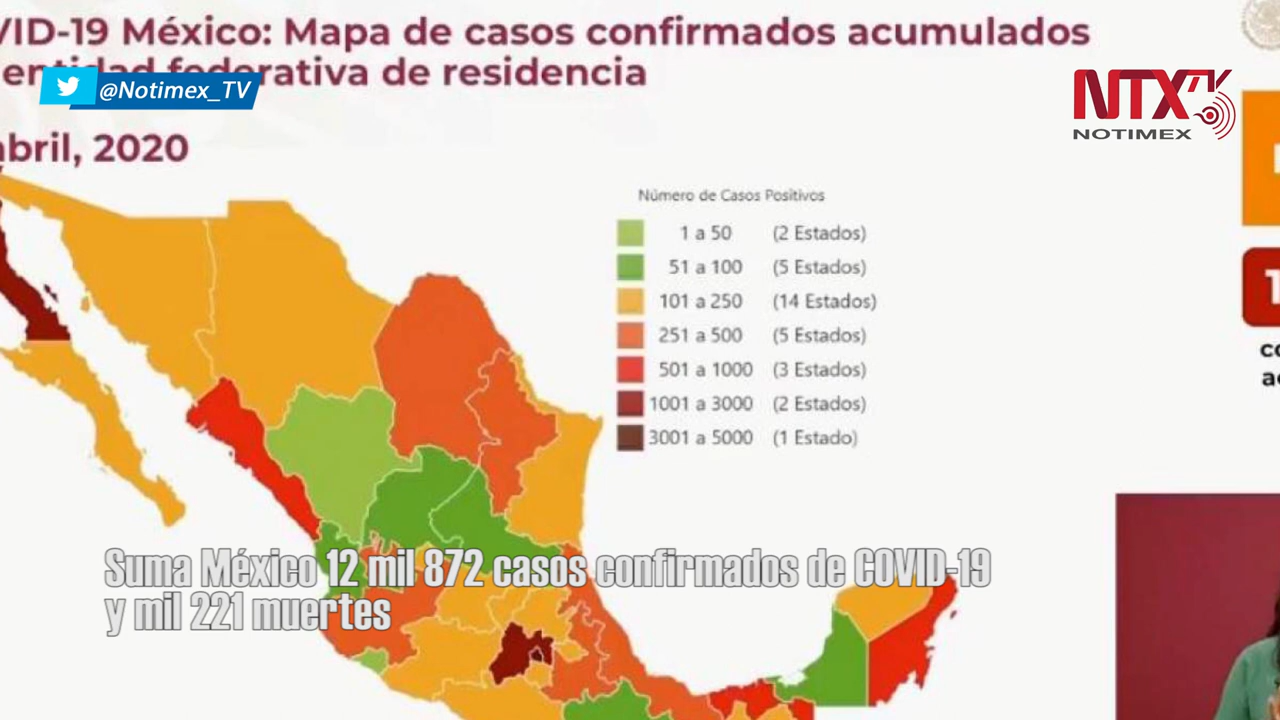 VID-19 México: Mapa de casos confirmados acumulados
entidad federativa de residencia
@Notimex_TV
NTX TV
NOTIMEX
abril, 2020
Número de Casos Positivos
1 a 50 (2 Estados)
51 a 100 (5 Estados)
101 a 250 (14 Estados)
251 a 500 (5 Estados)
501 a 1000 (3 Estados)
1001 a 3000 (2 Estados)
3001 a 5000 (1 Estado)
Suma México 12 mil 872 casos confirmados de COVID-19
y mil 221 muertes